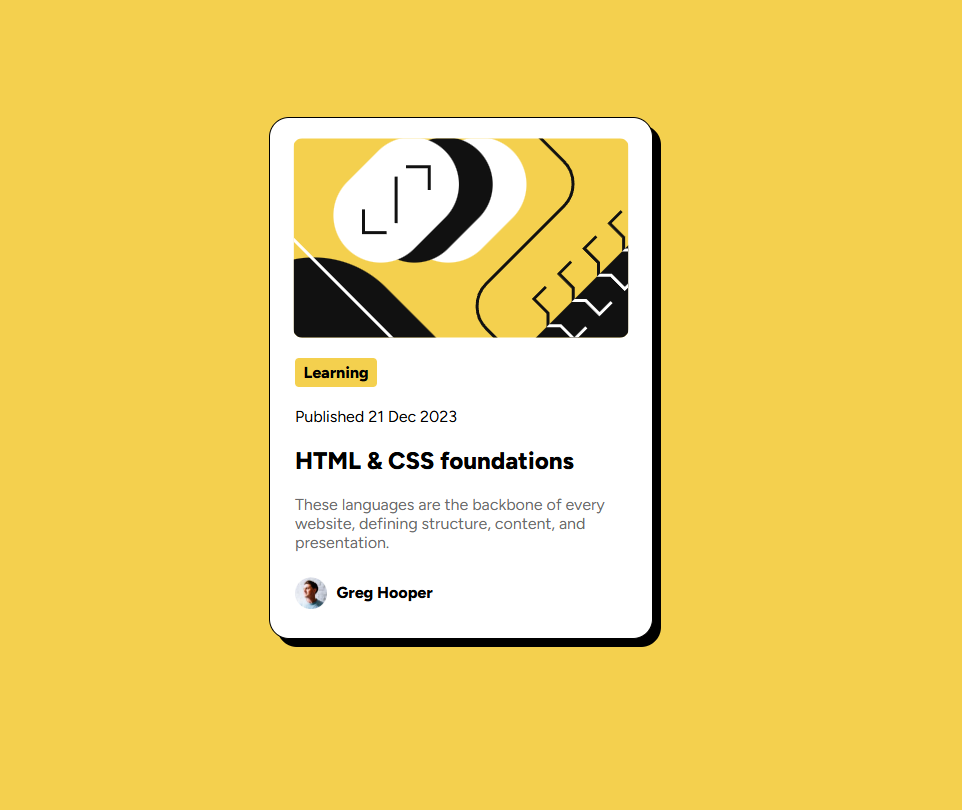 Learning
Published 21 Dec 2023
HTML & CSS foundations
These languages are the backbone of every
website, defining structure, content, and
presentation.
Greg Hooper